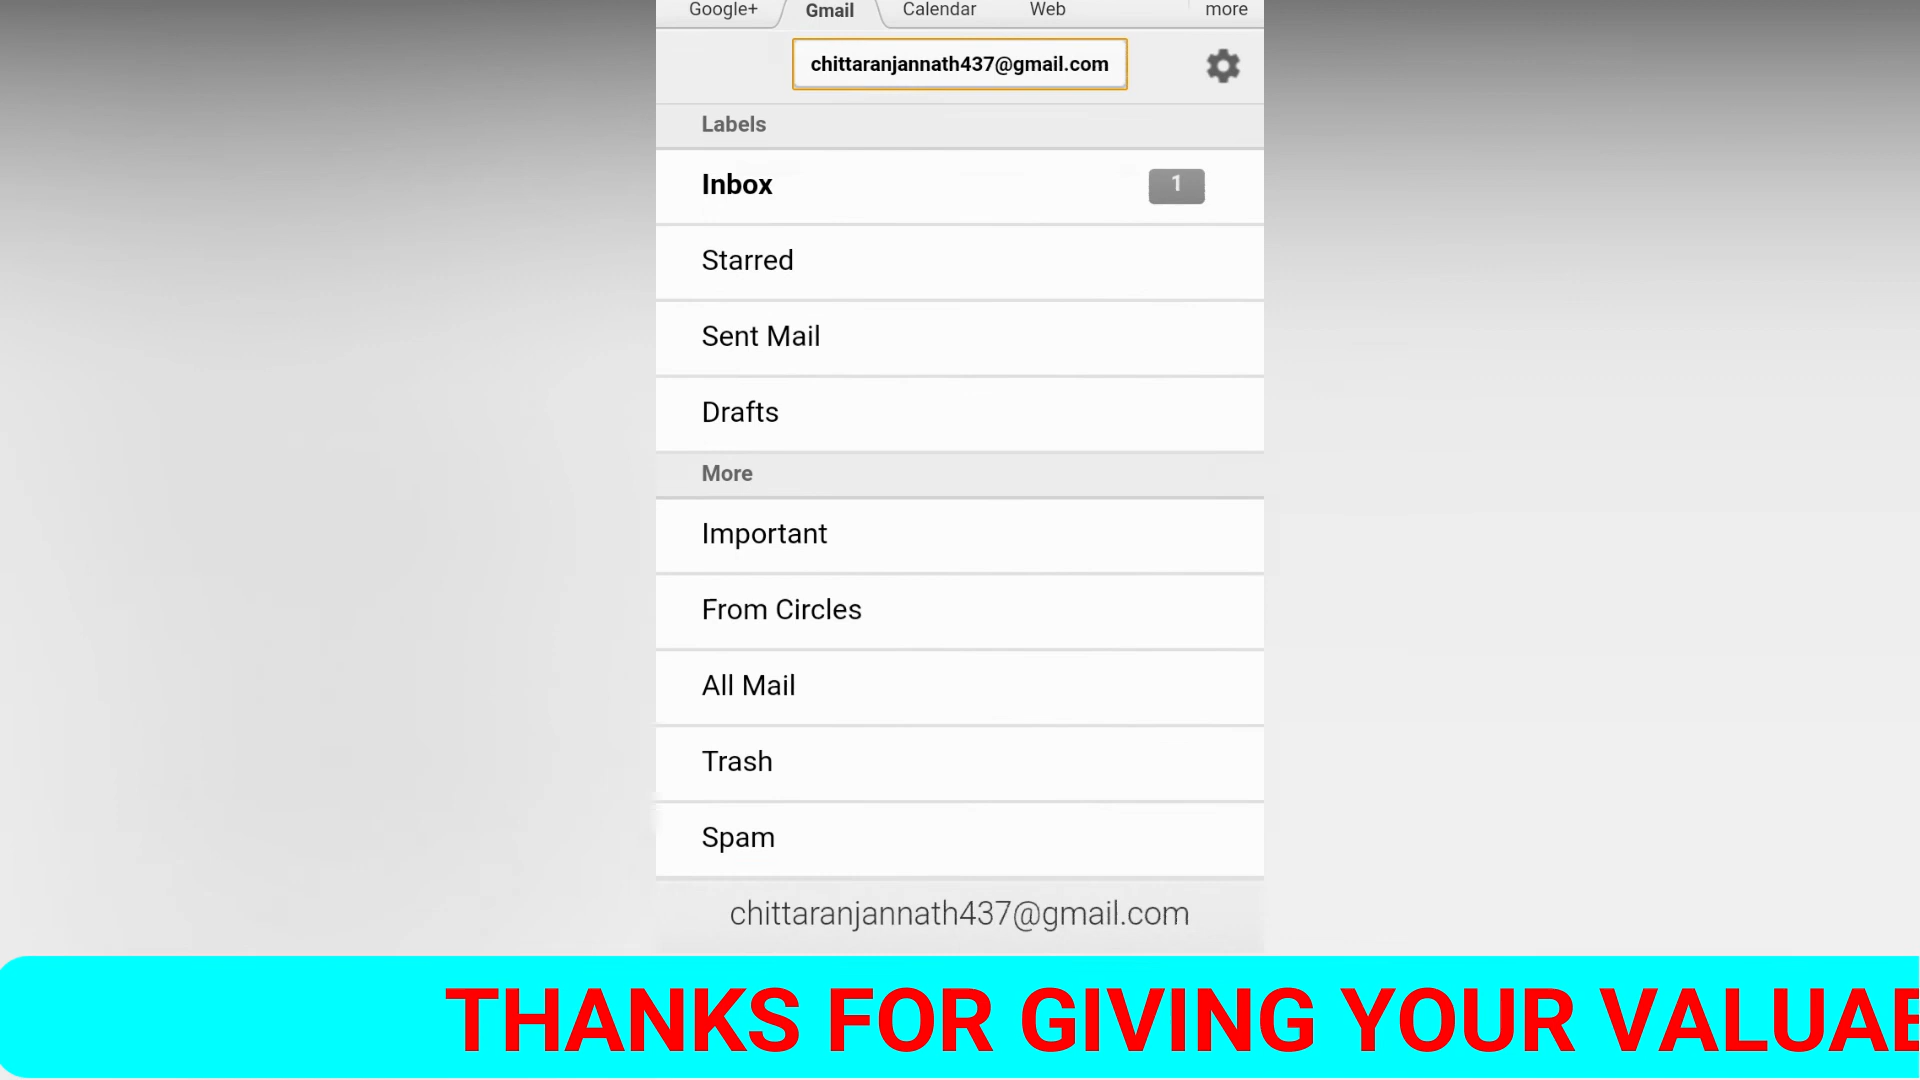 Google+ Gmail Calendar Web more
chittaranjannath437@gmail.com
Labels
Inbox 1
Starred
Sent Mail
Drafts
More
Important
From Circles
All Mail
Trash
Spam
chittaranjannath437@gmail.com
THANKS FOR GIVING YOUR